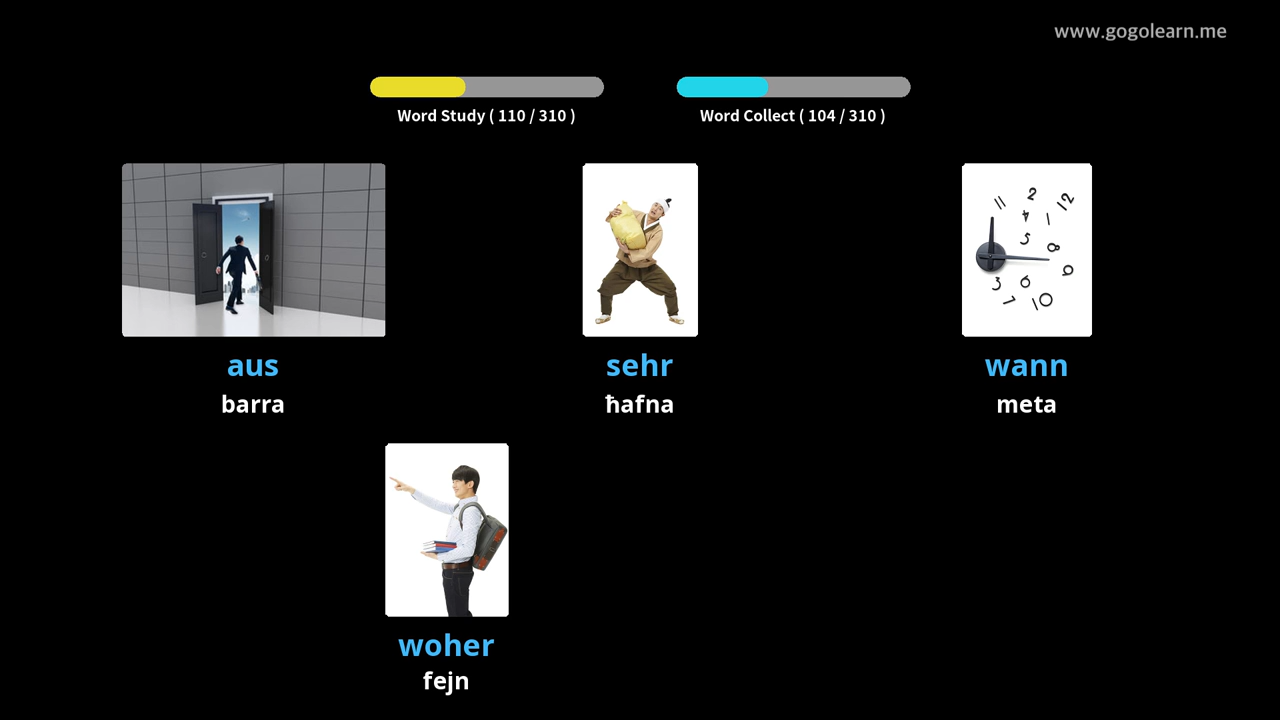 www.gogolearn.me
Word Study ( 110 / 310 )
Word Collect ( 104 / 310 )
aus
barra
sehr
ħafna
wann
meta
woher
fejn